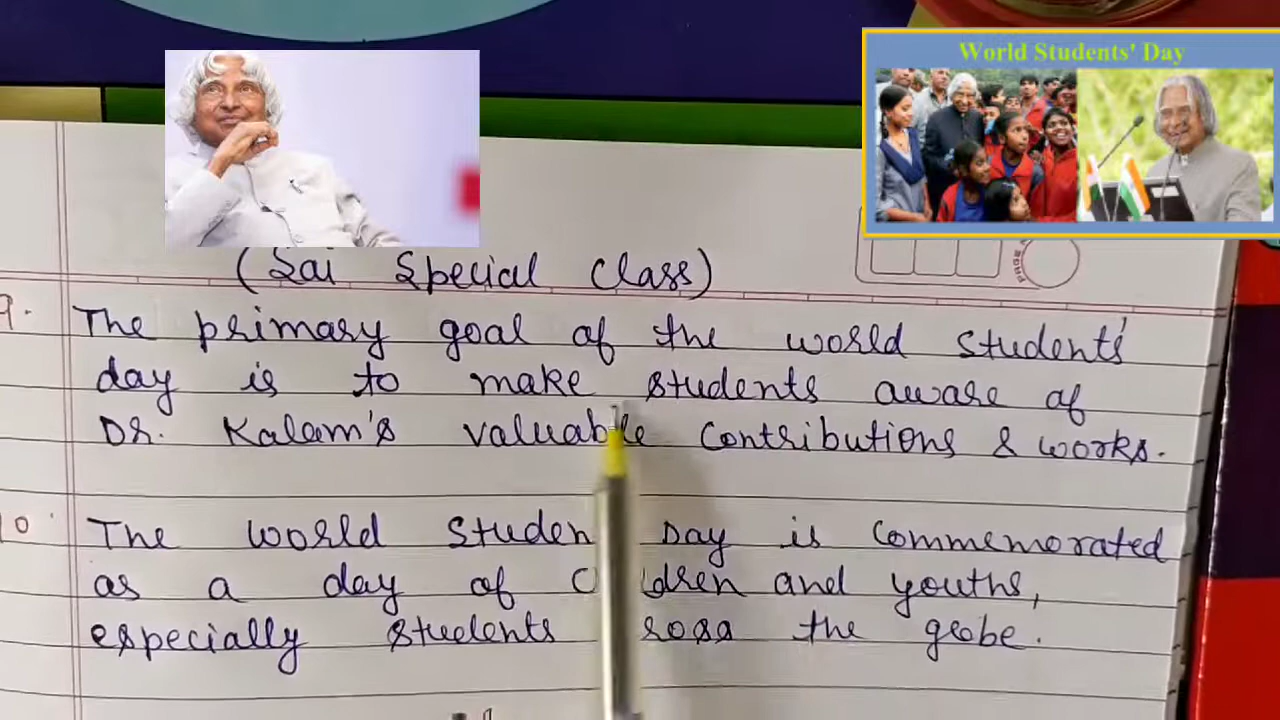 World Students' Day
(Sai Special Class)
9. The primary goal of the world students'
day is to make students aware of
Dr. Kalam's valuable contributions & works.
10 The world Studen Day is commemorated
as a day of and youths,
especially students the globe.